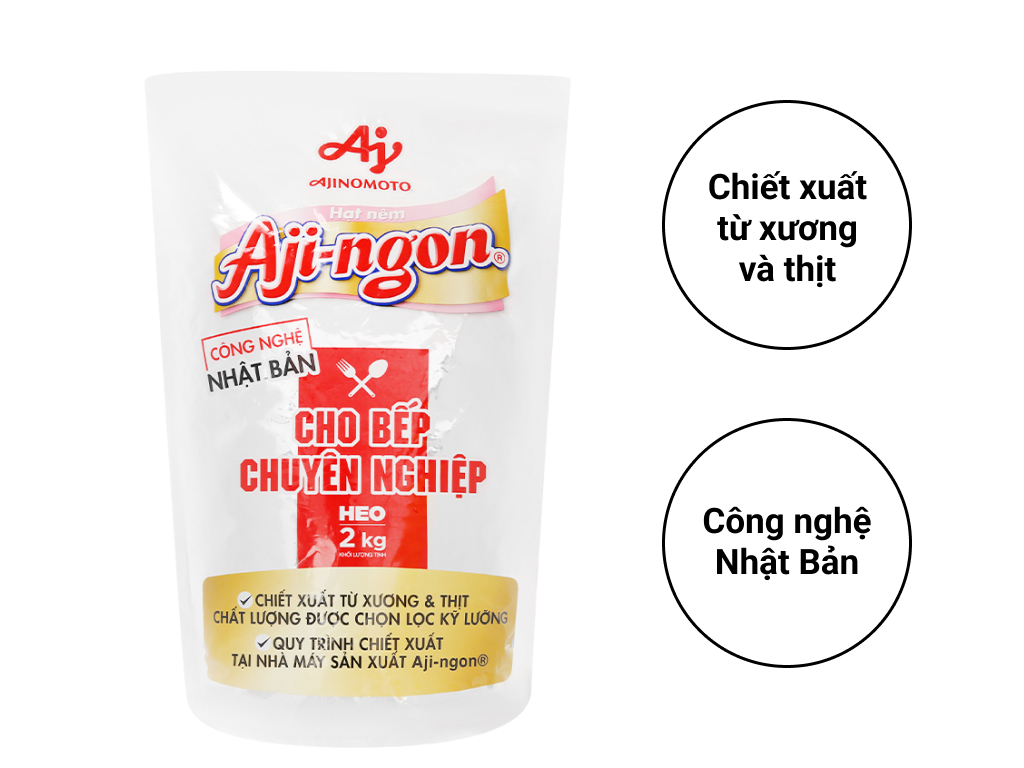 Aj
AJINOMOTO
Hạt nêm
Aji-ngon®
CÔNG NGHỆ
NHẬT BẢN
CHO BẾP
CHUYÊN NGHIỆP
HEO
2 kg
KHỐI LƯỢNG TỊNH
CHIẾT XUẤT TỪ XƯƠNG & THỊT
CHẤT LƯỢNG ĐƯỢC CHỌN LỌC KỸ LƯỠNG
QUY TRÌNH CHIẾT XUẤT
TẠI NHÀ MÁY SẢN XUẤT Aji-ngon®
Chiết xuất
từ xương
và thịt
Công nghệ
Nhật Bản